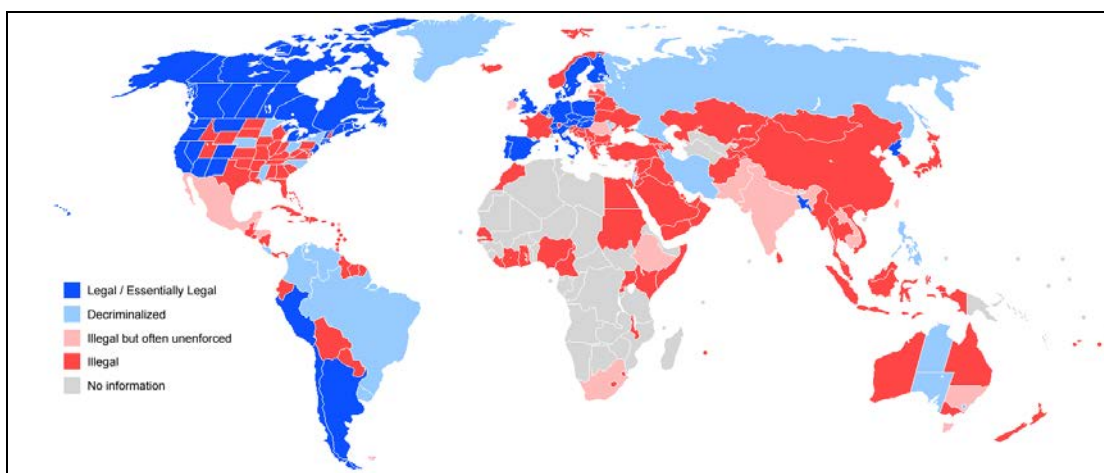 Legal / Essentially Legal
Decriminalized
Illegal but often unenforced
Illegal
No information